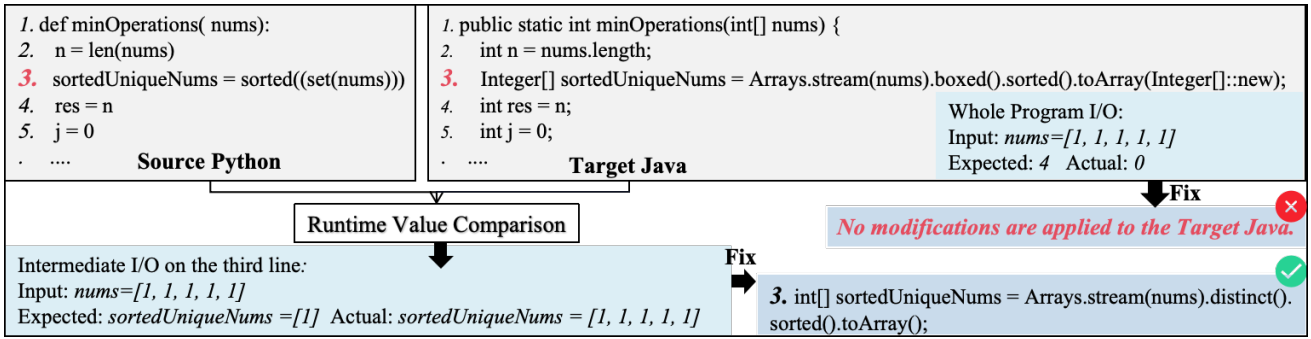 1. def minOperations( nums):
2. n = len(nums)
3. sortedUniqueNums = sorted((set(nums)))
4. res = n
5. j = 0
. ....
Source Python
1. public static int minOperations(int[] nums) {
2. int n = nums.length;
3. Integer[] sortedUniqueNums = Arrays.stream(nums).boxed().sorted().toArray(Integer[]::new);
4. int res = n;
5. int j = 0;
. ....
Target Java
Whole Program I/O:
Input: nums=[1, 1, 1, 1, 1]
Expected: 4 Actual: 0
Fix
No modifications are applied to the Target Java.
Runtime Value Comparison
Intermediate I/O on the third line:
Input: nums=[1, 1, 1, 1, 1]
Expected: sortedUniqueNums =[1] Actual: sortedUniqueNums = [1, 1, 1, 1, 1]
Fix
3. int[] sortedUniqueNums = Arrays.stream(nums).distinct().
sorted().toArray();